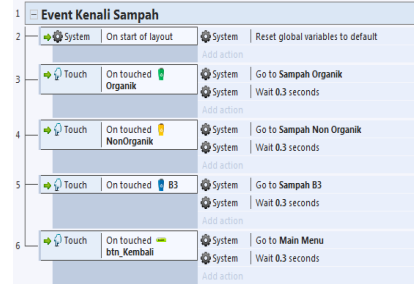 1 Event Kenali Sampah
2 System On start of layout System Reset global variables to default
Add action
3 Touch On touched Organik System Go to Sampah Organik
System Wait 0.3 seconds
Add action
4 Touch On touched NonOrganik System Go to Sampah Non Organik
System Wait 0.3 seconds
Add action
5 Touch On touched B3 System Go to Sampah B3
System Wait 0.3 seconds
Add action
6 Touch On touched btn_Kembali System Go to Main Menu
System Wait 0.3 seconds
Add action